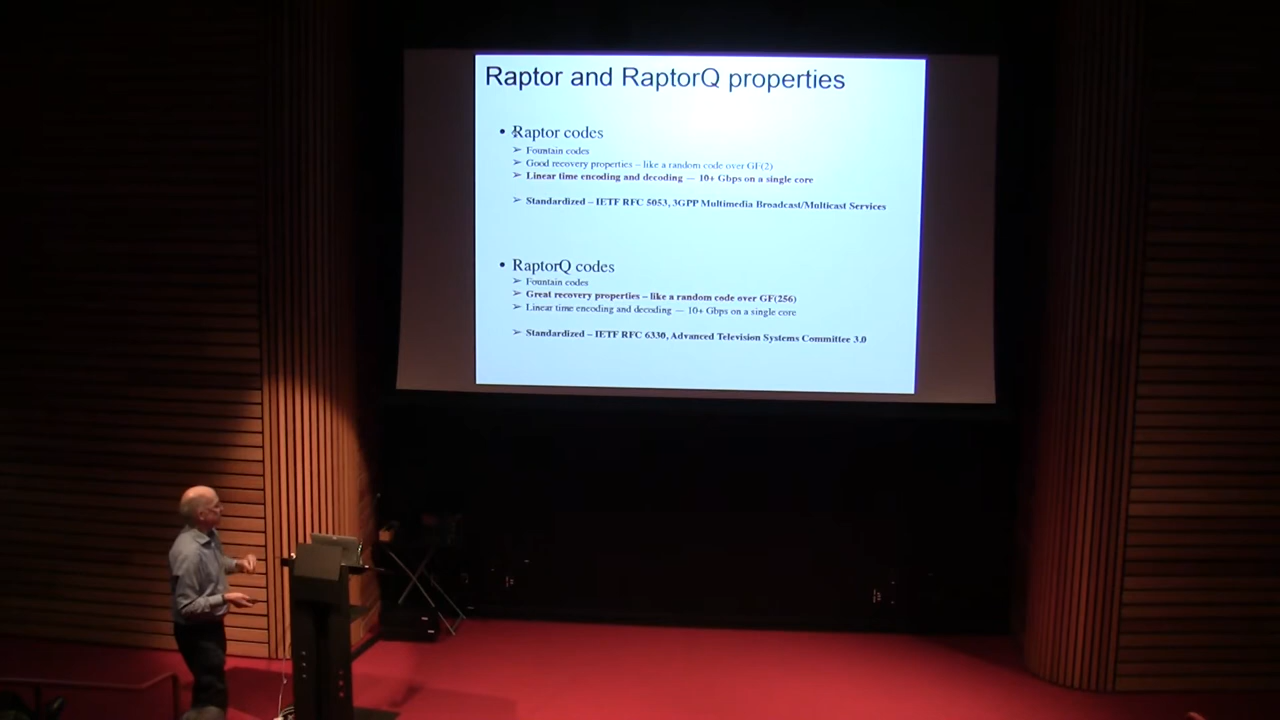 Raptor and RaptorQ properties
• Raptor codes
➢ Fountain codes
➢ Good recovery properties – like a random code over GF(2)
➢ Linear time encoding and decoding — 10+ Gbps on a single core
➢ Standardized – IETF RFC 5053, 3GPP Multimedia Broadcast/Multicast Services
• RaptorQ codes
➢ Fountain codes
➢ Great recovery properties – like a random code over GF(256)
➢ Linear time encoding and decoding — 10+ Gbps on a single core
➢ Standardized – IETF RFC 6330, Advanced Television Systems Committee 3.0